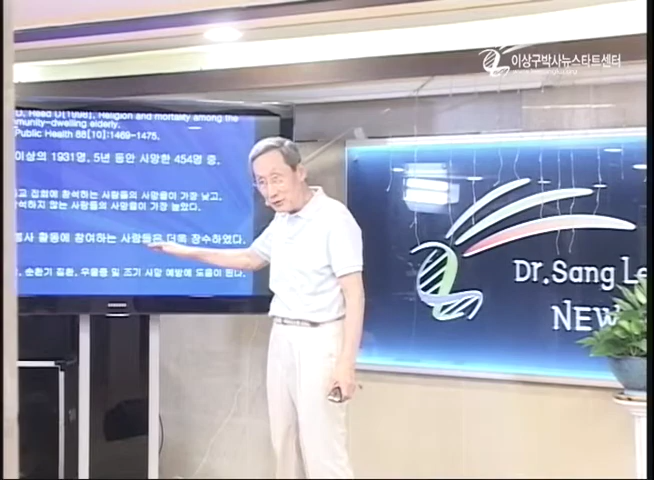 이상구박사뉴스타트센터
D. Reed D[1998]. Religion and mortality among the
munity-dwelling elderly.
Public Health 88[10]:1469-1475.
이상의 1931명, 5년 동안 사망한 454명 중,
교 집회에 참석하는 사람들의 사망률이 가장 낮고,
참석하지 않는 사람들의 사망률이 가장 높았다.
봉사 활동에 참여하는 사람들은 더욱 장수하였다.
, 순환기 질환, 우울증 및 조기 사망 예방에 도움이 된다.
Dr.Sang Le
NEW